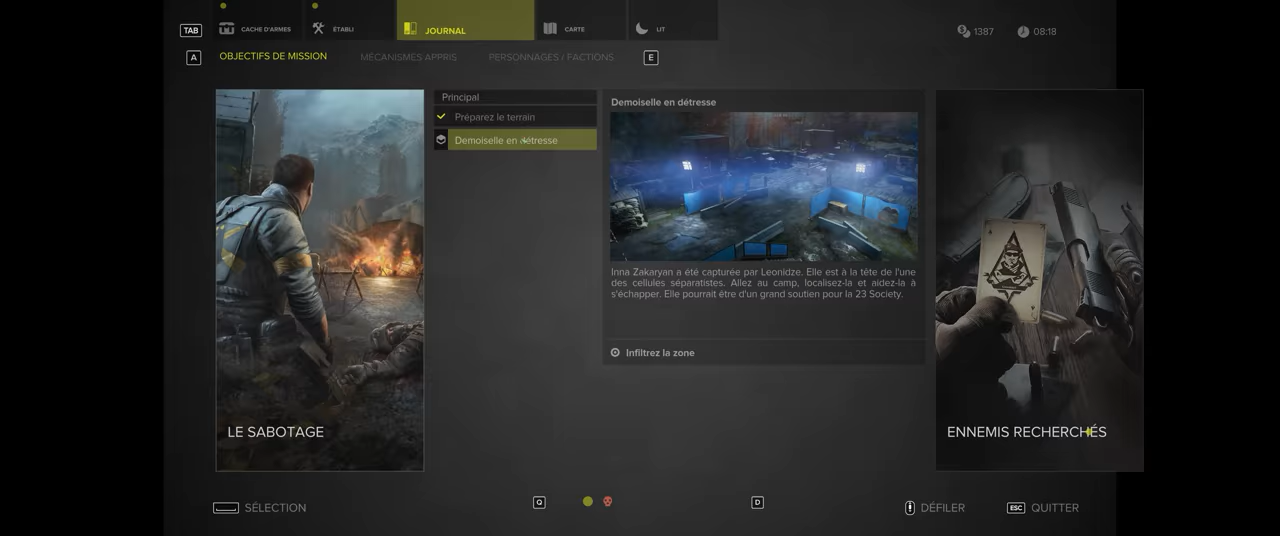 TAB
CACHE D'ARMES
ÉTABLI
JOURNAL
CARTE
LIT
1387
08:18
A
OBJECTIFS DE MISSION
MÉCANISMES APPRIS
PERSONNAGES / FACTIONS
E
Principal
Préparez le terrain
Demoiselle en détresse
Demoiselle en détresse
Inna Zakaryan a été capturée par Leonidze. Elle est à la tête de l'une
des cellules séparatistes. Allez au camp, localisez-la et aidez-la à
s'échapper. Elle pourrait être d'un grand soutien pour la 23 Society.
Infiltrez la zone
LE SABOTAGE
ENNEMIS RECHERCHÉS
SÉLECTION
Q
D
DÉFILER
ESC
QUITTER